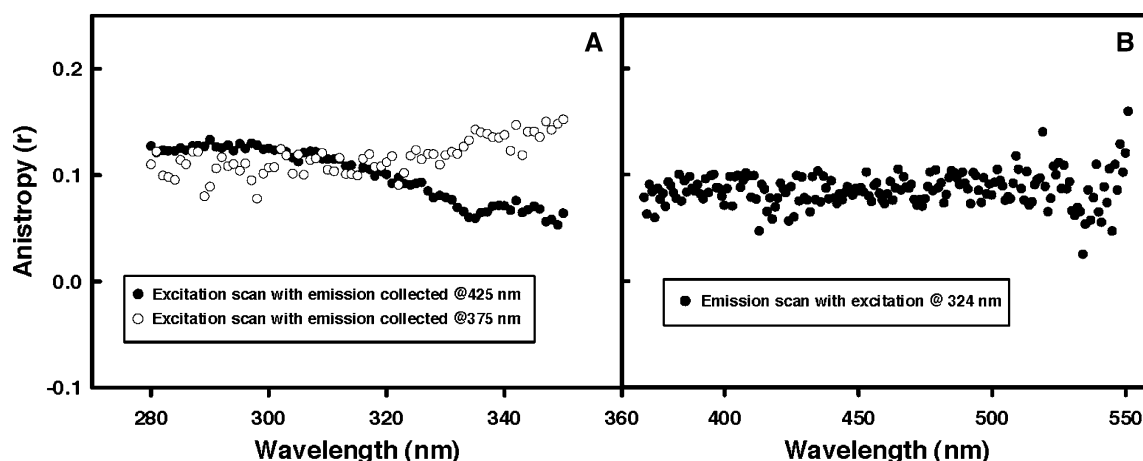 A
B
0.2
0.1
0.0
-0.1
Anistropy (r)
Excitation scan with emission collected @425 nm
Excitation scan with emission collected @375 nm
Emission scan with excitation @ 324 nm
280 300 320 340 360 400 450 500 550
Wavelength (nm) Wavelength (nm)